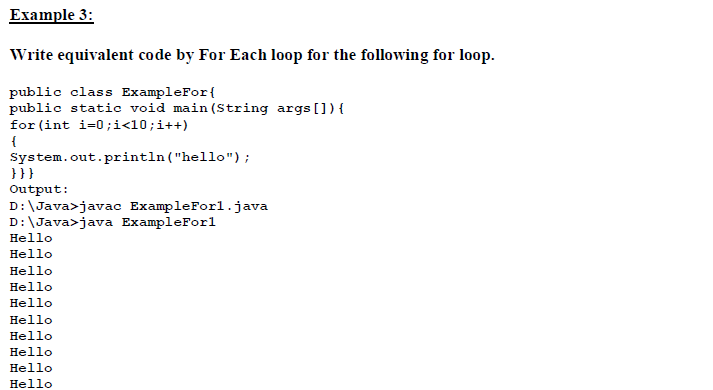 Example 3:
Write equivalent code by For Each loop for the following for loop.
public class ExampleFor{
public static void main(String args[]){
for(int i=0;i<10;i++)
{
System.out.println("hello");
}}}
Output:
D:\Java>javac ExampleFor1.java
D:\Java>java ExampleFor1
Hello
Hello
Hello
Hello
Hello
Hello
Hello
Hello
Hello
Hello